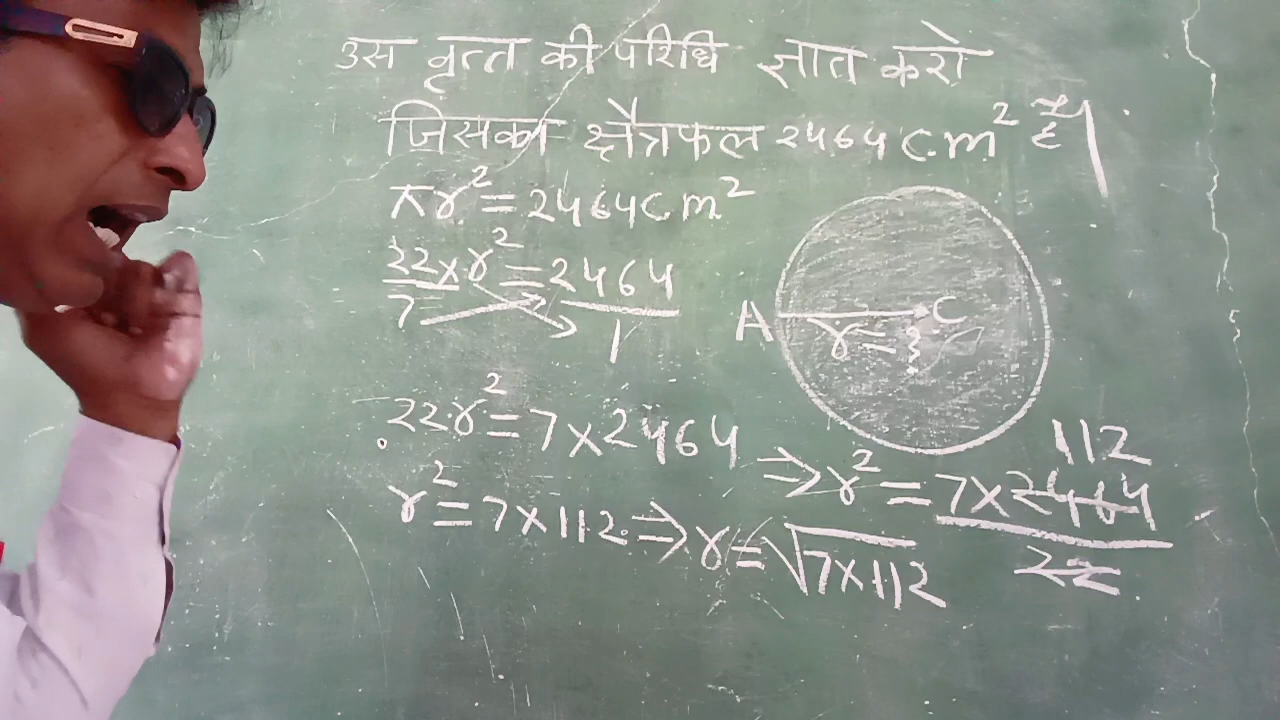 उस वृत्त की परिधि ज्ञात करो
जिसका क्षैत्रफल 2464 cm² है।
πr² = 2464 cm²
22/7 × r² = 2464/1
A r = ? C
22r² = 7×2464
⇒ r² = 7×2464/22 112
r² = 7×112 ⇒ r = √7×112